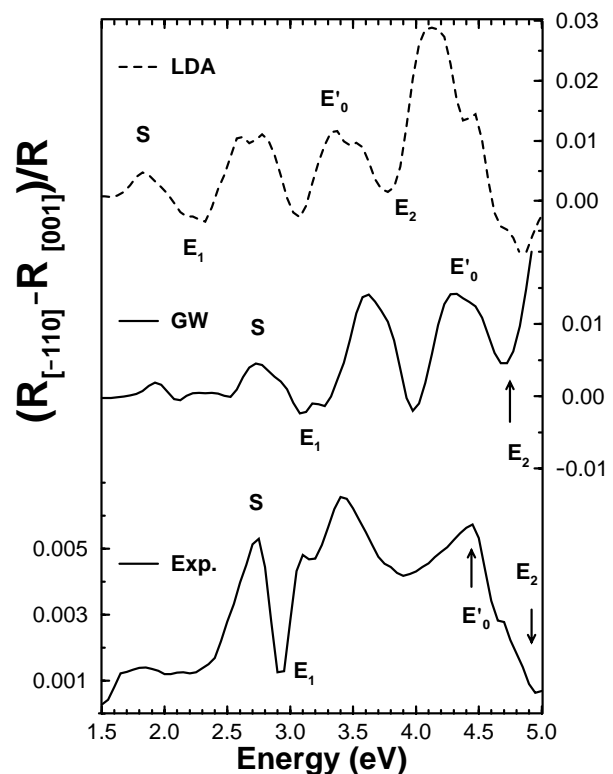 0.03
LDA
E'0
0.02
S
0.01
E1
E2
0.00
(R[-110]-R[001])/R
E'0
GW
S
0.01
E1
0.00
E2
-0.01
S
0.005
Exp.
E2
0.003
E'0
E1
0.001
1.5 2.0 2.5 3.0 3.5 4.0 4.5 5.0
Energy (eV)